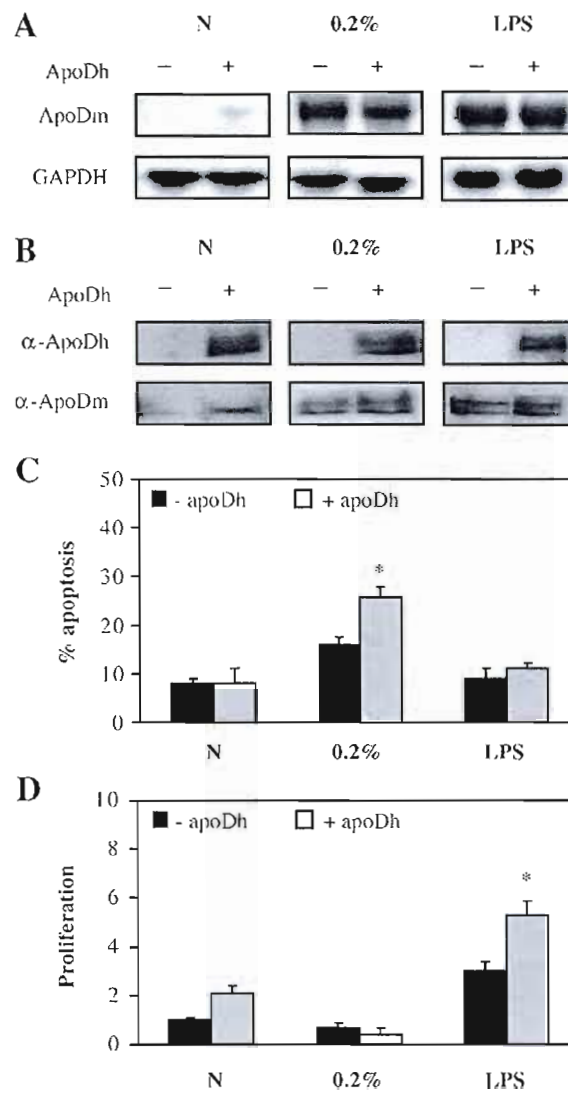 A
N 0.2% LPS
ApoDh − + − + − +
ApoDm
GAPDH
B
N 0.2% LPS
ApoDh − + − + − +
α-ApoDh
α-ApoDm
C
50
- apoDh + apoDh
40
30
*
20
10
0
% apoptosis
N 0.2% LPS
D
10
- apoDh + apoDh
8
*
6
4
2
0
Proliferation
N 0.2% LPS